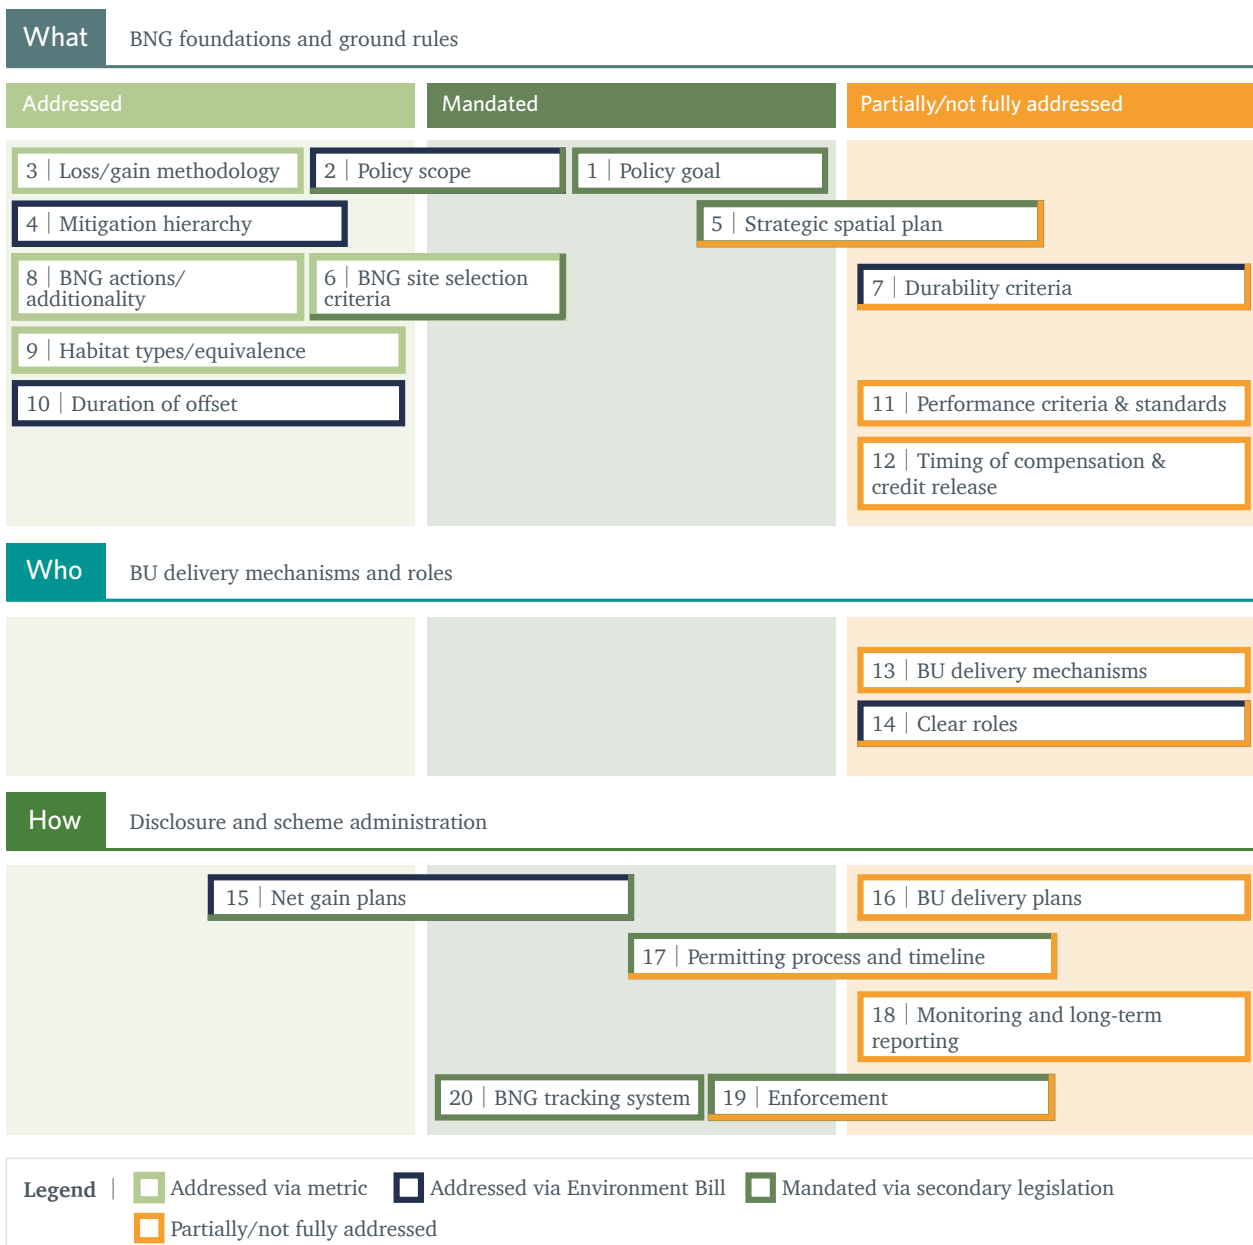 What
BNG foundations and ground rules
Addressed
Mandated
Partially/not fully addressed
3 | Loss/gain methodology
2 | Policy scope
1 | Policy goal
4 | Mitigation hierarchy
5 | Strategic spatial plan
8 | BNG actions/
additionality
6 | BNG site selection
criteria
7 | Durability criteria
9 | Habitat types/equivalence
10 | Duration of offset
11 | Performance criteria & standards
12 | Timing of compensation &
credit release
Who
BU delivery mechanisms and roles
13 | BU delivery mechanisms
14 | Clear roles
How
Disclosure and scheme administration
15 | Net gain plans
16 | BU delivery plans
17 | Permitting process and timeline
18 | Monitoring and long-term
reporting
20 | BNG tracking system
19 | Enforcement
Legend |
Addressed via metric
Addressed via Environment Bill
Mandated via secondary legislation
Partially/not fully addressed